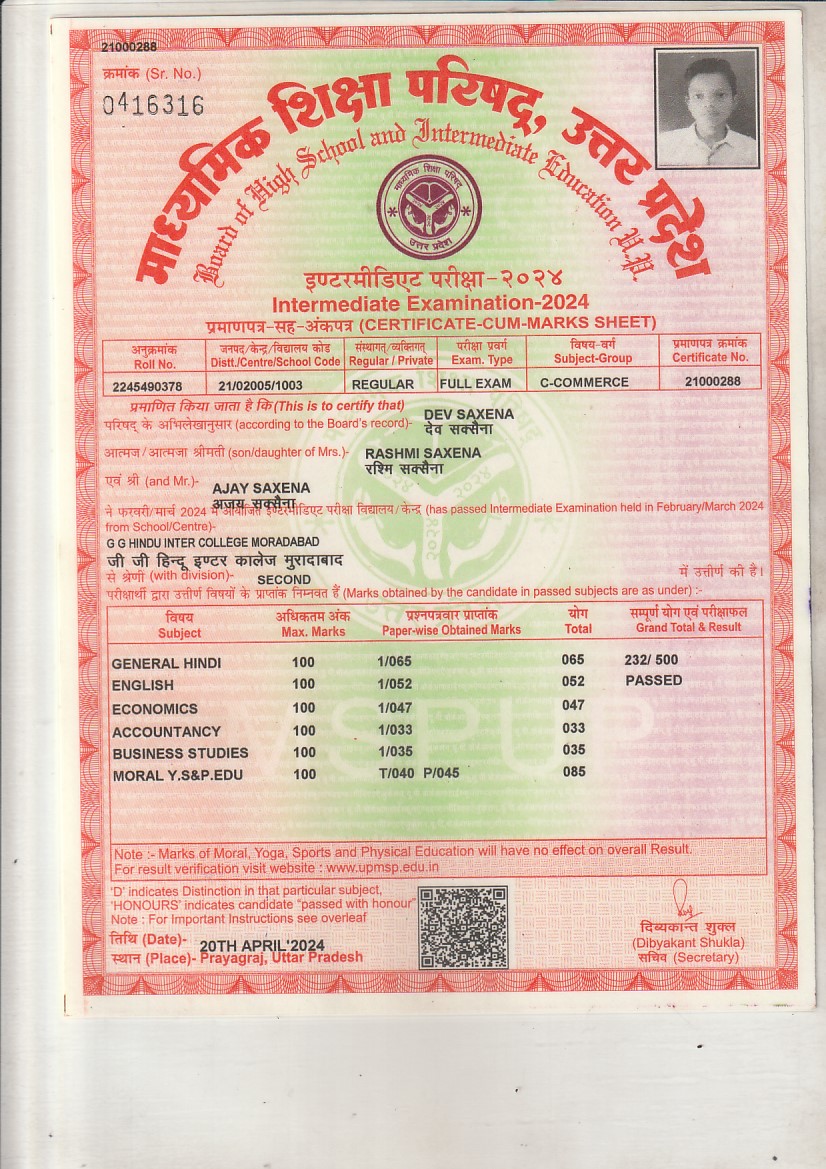 21000288
क्रमांक (Sr. No.)
0416316
माध्यमिक शिक्षा परिषद्, उत्तर प्रदेश
Board of High School and Intermediate Education U.P.
माध्यमिक शिक्षा परिषद्
उत्तर प्रदेश
इण्टरमीडिएट परीक्षा-२०२४
Intermediate Examination-2024
प्रमाणपत्र-सह-अंकपत्र (CERTIFICATE-CUM-MARKS SHEET)
अनुक्रमांक जनपद/केन्द्र/विद्यालय कोड संस्थागत/व्यक्तिगत् परीक्षा प्रवर्ग विषय-वर्ग प्रमाणपत्र क्रमांक
Roll No. Distt./Centre/School Code Regular / Private Exam. Type Subject-Group Certificate No.
2245490378 21/02005/1003 REGULAR FULL EXAM C-COMMERCE 21000288
प्रमाणित किया जाता है कि (This is to certify that)
DEV SAXENA
परिषद् के अभिलेखानुसार (according to the Board's record)- देव सक्सैना
आत्मज/आत्मजा श्रीमती (son/daughter of Mrs.)- RASHMI SAXENA
रश्मि सक्सैना
एवं श्री (and Mr.)- AJAY SAXENA
अजय सक्सैना
ने फरवरी/मार्च 2024 में आयोजित इण्टरमीडिएट परीक्षा विद्यालय/केन्द्र (has passed Intermediate Examination held in February/March 2024
from School/Centre)-
G G HINDU INTER COLLEGE MORADABAD
जी जी हिन्दू इण्टर कालेज मुरादाबाद
से श्रेणी (with division)- SECOND में उत्तीर्ण की है।
परीक्षार्थी द्वारा उत्तीर्ण विषयों के प्राप्तांक निम्नवत हैं (Marks obtained by the candidate in passed subjects are as under) :-
विषय अधिकतम अंक प्रश्नपत्रवार प्राप्तांक योग सम्पूर्ण योग एवं परीक्षाफल
Subject Max. Marks Paper-wise Obtained Marks Total Grand Total & Result
GENERAL HINDI 100 1/065 065 232/ 500
ENGLISH 100 1/052 052 PASSED
ECONOMICS 100 1/047 047
ACCOUNTANCY 100 1/033 033
BUSINESS STUDIES 100 1/035 035
MORAL Y.S&P.EDU 100 T/040 P/045 085
Note :- Marks of Moral, Yoga, Sports and Physical Education will have no effect on overall Result.
For result verification visit website : www.upmsp.edu.in
'D' indicates Distinction in that particular subject,
'HONOURS' indicates candidate "passed with honour"
Note : For Important Instructions see overleaf
तिथि (Date)- 20TH APRIL'2024
स्थान (Place)- Prayagraj, Uttar Pradesh
दिव्यकान्त शुक्ल
(Dibyakant Shukla)
सचिव (Secretary)